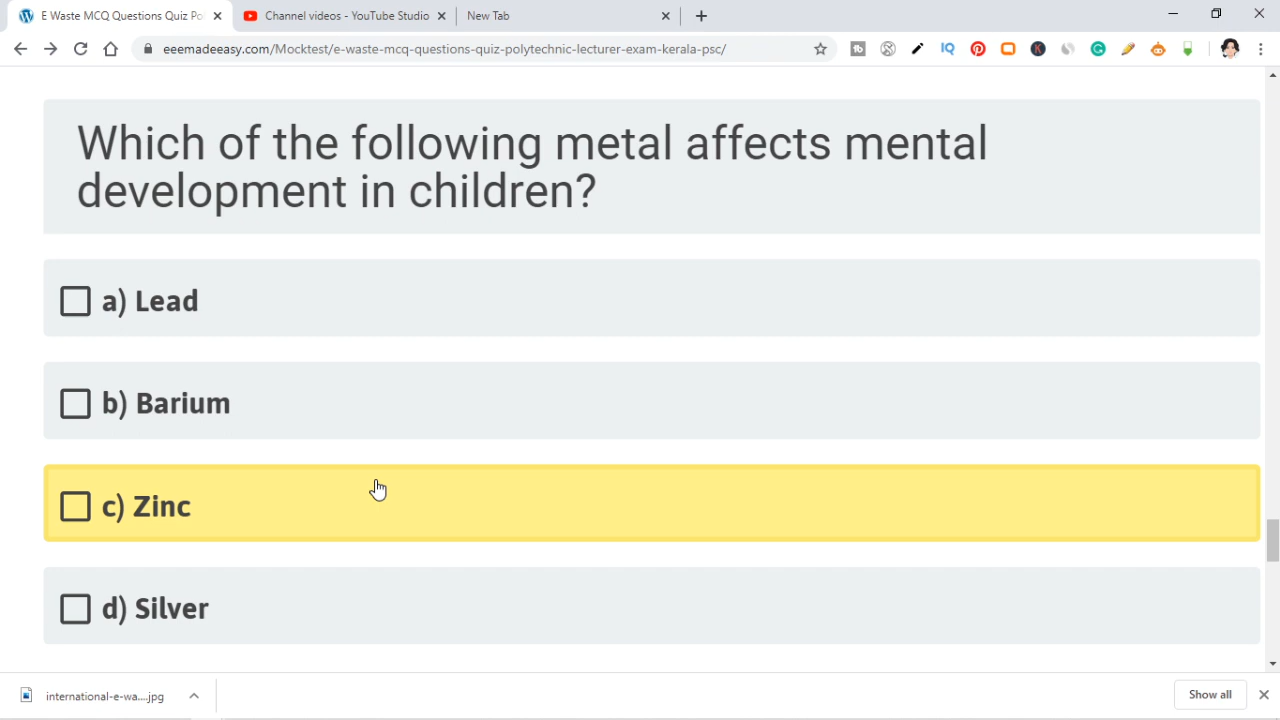 E Waste MCQ Questions Quiz Po
Channel videos - YouTube Studio
New Tab
eeemadeeasy.com/Mocktest/e-waste-mcq-questions-quiz-polytechnic-lecturer-exam-kerala-psc/
Which of the following metal affects mental
development in children?
a) Lead
b) Barium
c) Zinc
d) Silver
international-e-wa....jpg
Show all